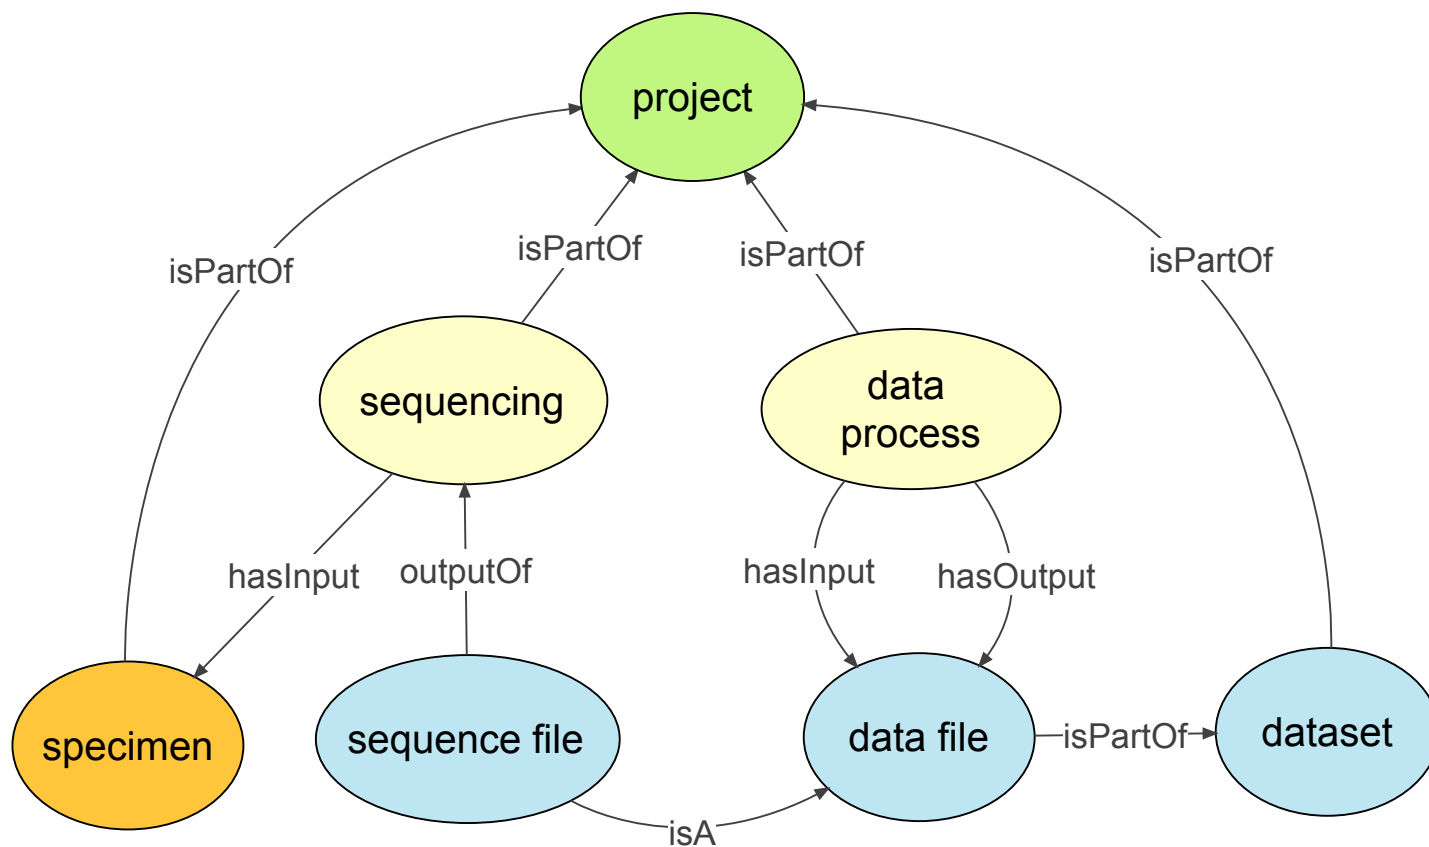 project
isPartOf
isPartOf
isPartOf
isPartOf
sequencing
data
process
hasInput
outputOf
hasInput
hasOutput
specimen
sequence file
data file
isPartOf
dataset
isA